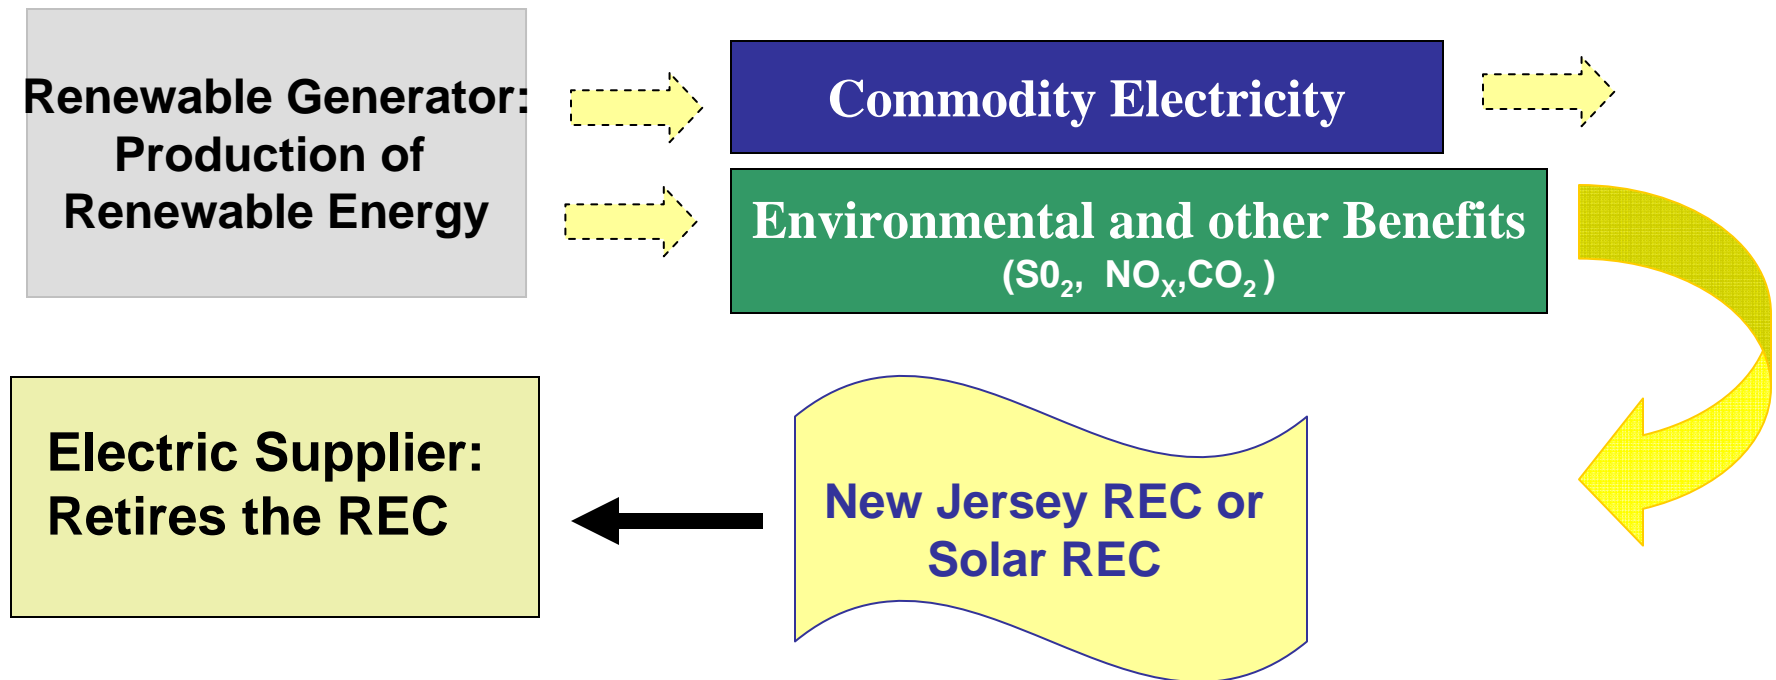 Renewable Generator:
Production of
Renewable Energy
Commodity Electricity
Environmental and other Benefits
(S0₂, NOₓ,CO₂ )
Electric Supplier:
Retires the REC
New Jersey REC or
Solar REC